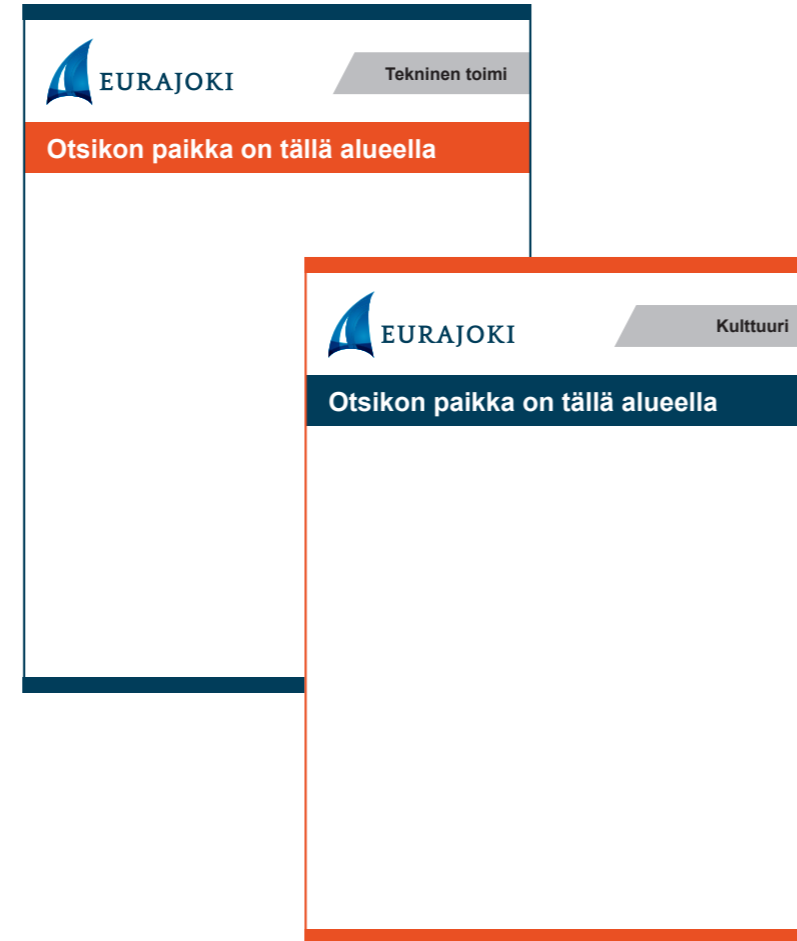 EURAJOKI
Tekninen toimi
Otsikon paikka on tällä alueella
EURAJOKI
Kulttuuri
Otsikon paikka on tällä alueella